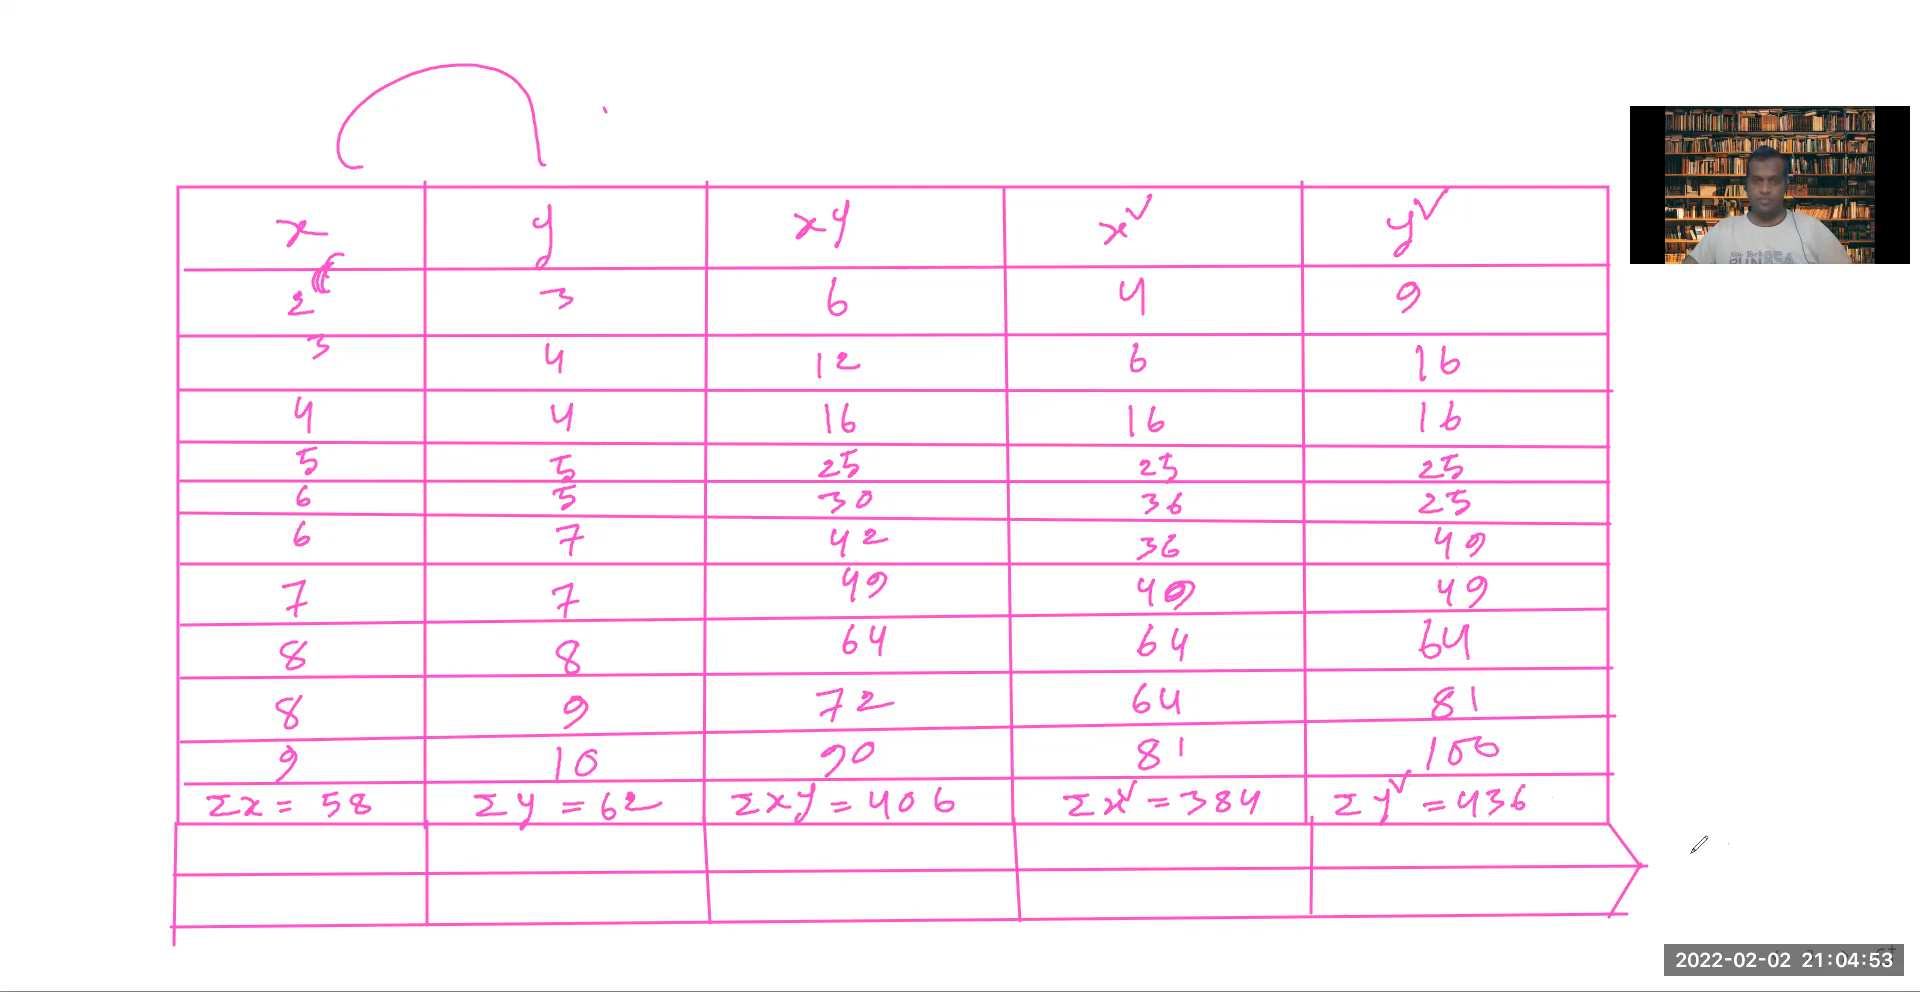 x y xy x² y²
2 3 6 4 9
3 4 12 6 16
4 4 16 16 16
5 5 25 25 25
6 5 30 36 25
6 7 42 36 49
7 7 49 49 49
8 8 64 64 64
8 9 72 64 81
9 10 90 81 100
Σx = 58 Σy = 62 Σxy = 406 Σx² = 384 Σy² = 436
2022-02-02 21:04:53